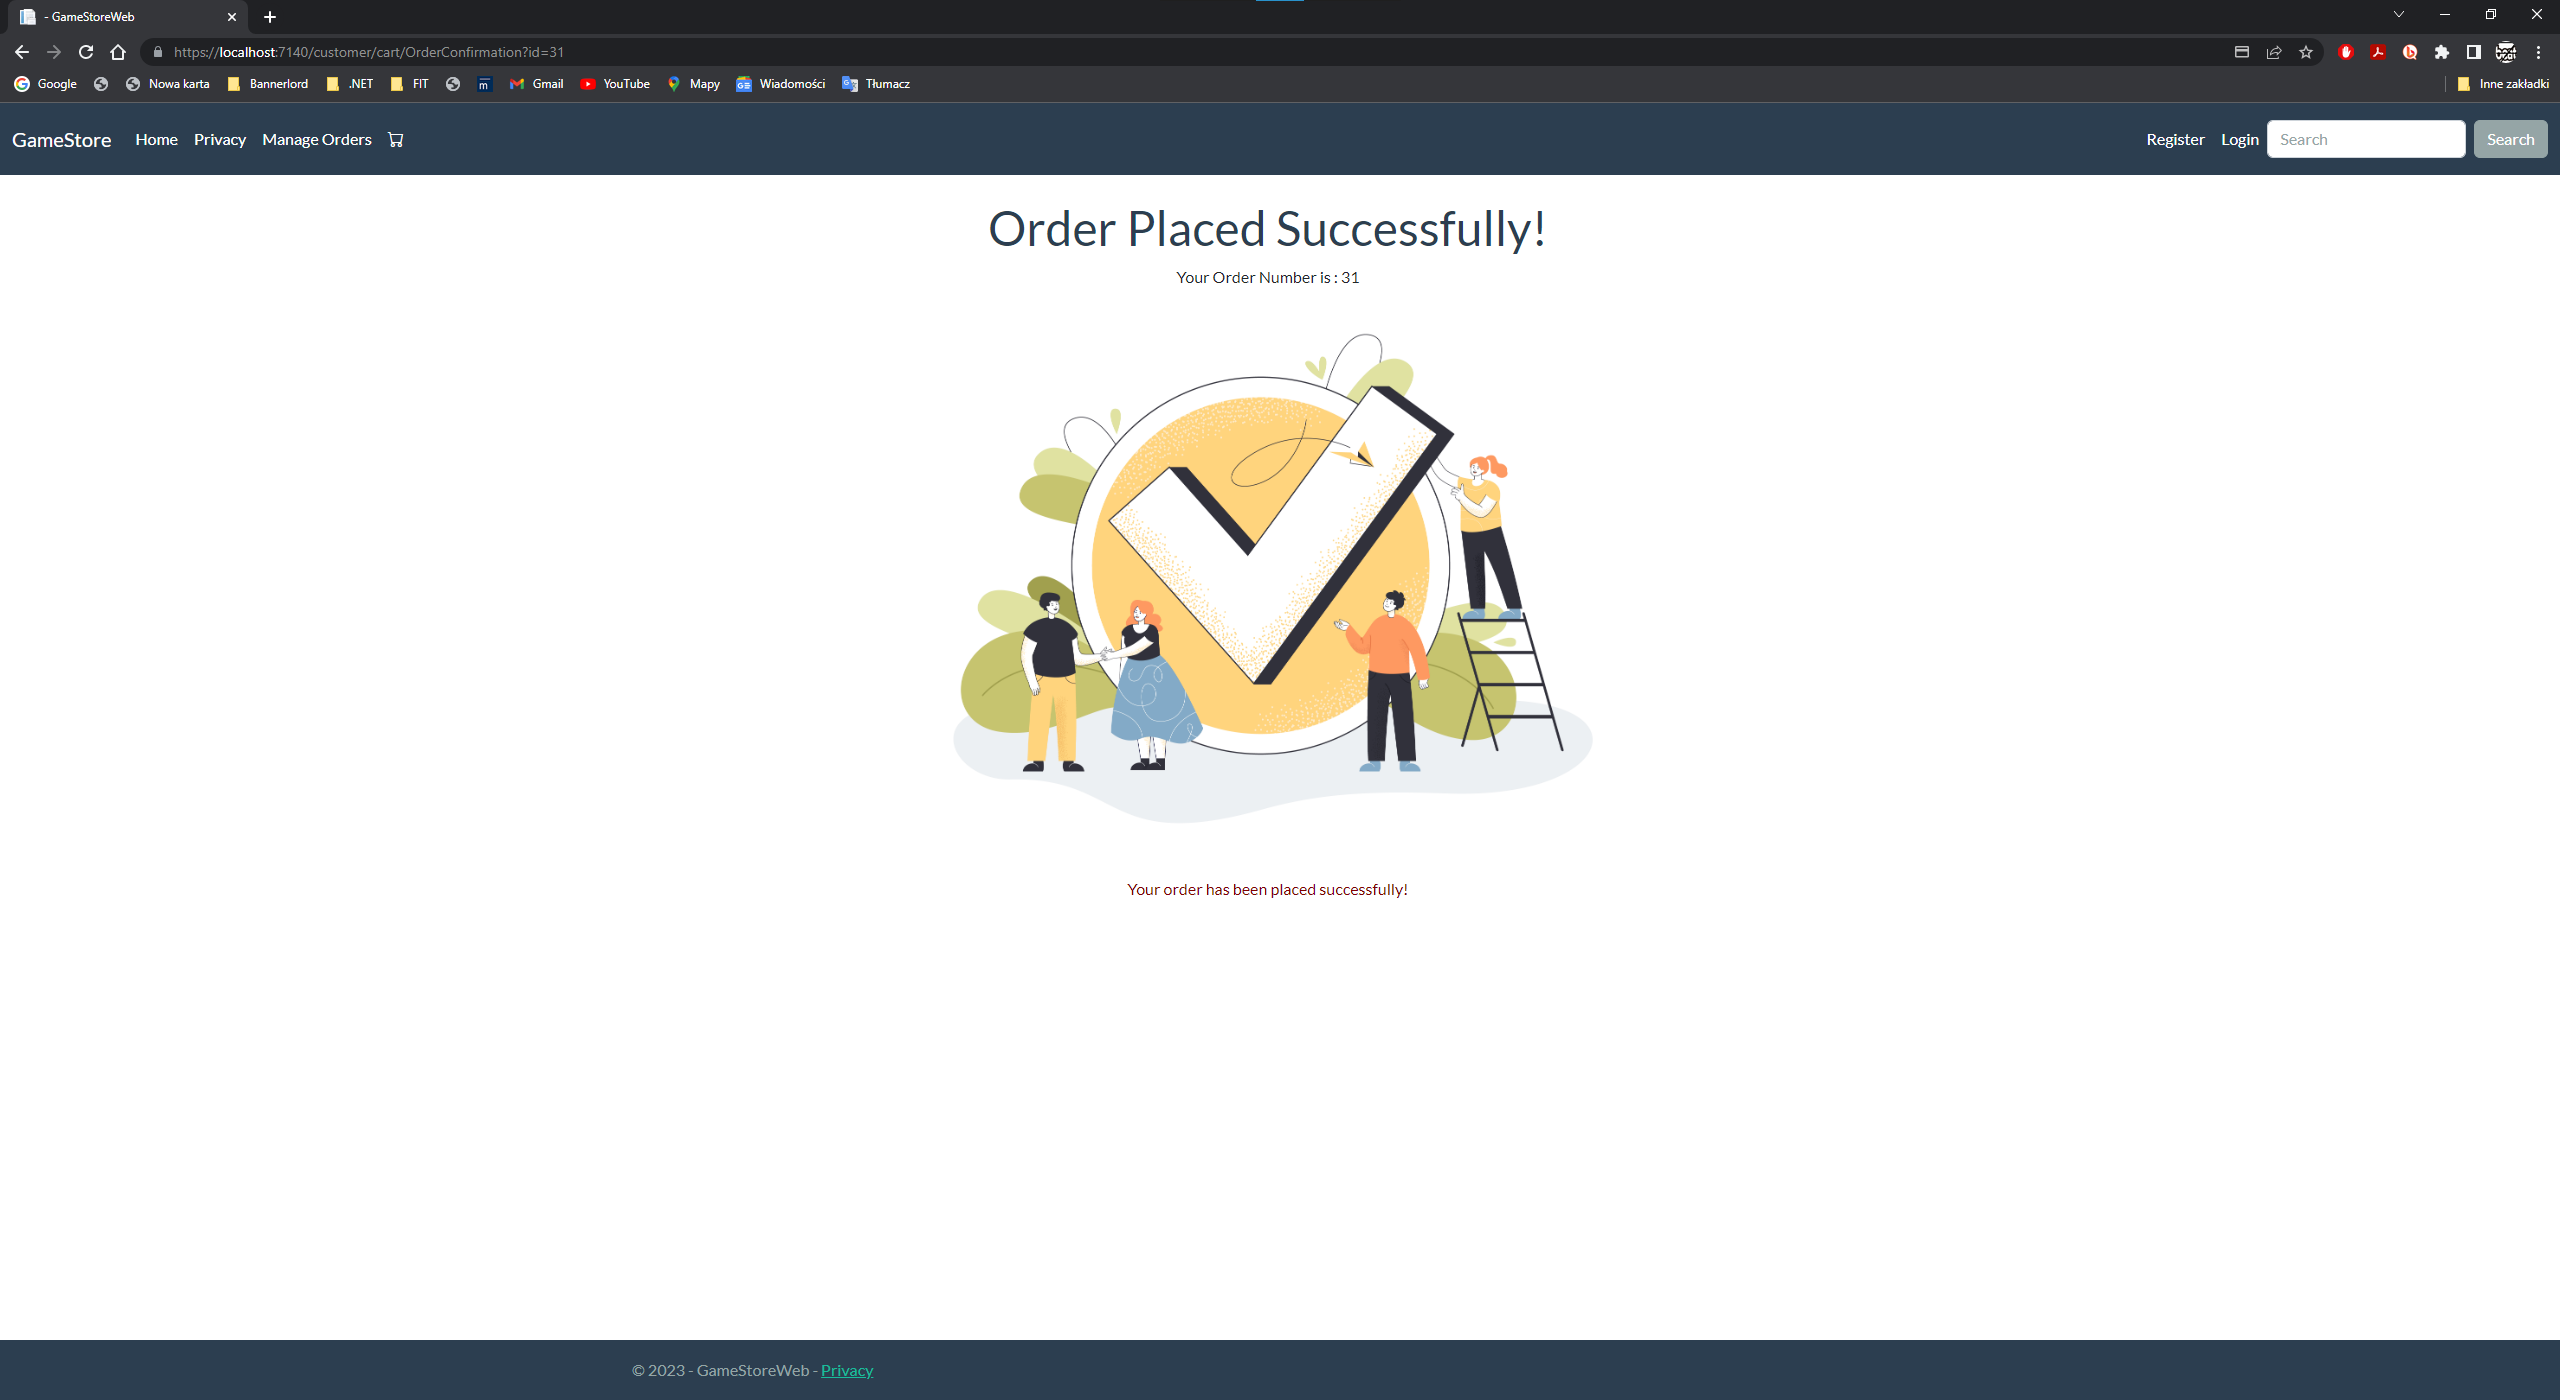 - GameStoreWeb
https://localhost:7140/customer/cart/OrderConfirmation?id=31
Google Nowa karta Bannerlord .NET FIT m Gmail YouTube Mapy Wiadomości Tłumacz Inne zakładki
GameStore Home Privacy Manage Orders Register Login Search Search
Order Placed Successfully!
Your Order Number is : 31
Your order has been placed successfully!
© 2023 - GameStoreWeb - Privacy